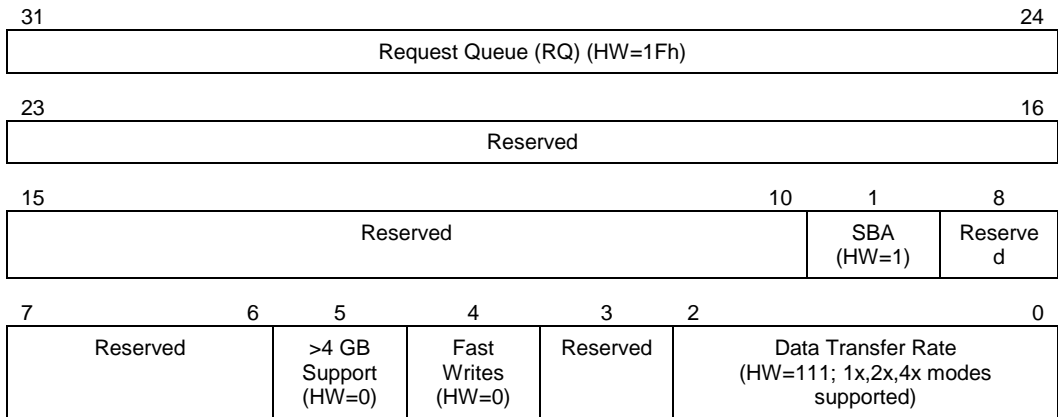 31 24
Request Queue (RQ) (HW=1Fh)
23 16
Reserved
15 10 1 8
Reserved SBA Reserve
(HW=1) d
7 6 5 4 3 2 0
Reserved >4 GB Fast Reserved Data Transfer Rate
Support Writes (HW=111; 1x,2x,4x modes
(HW=0) (HW=0) supported)